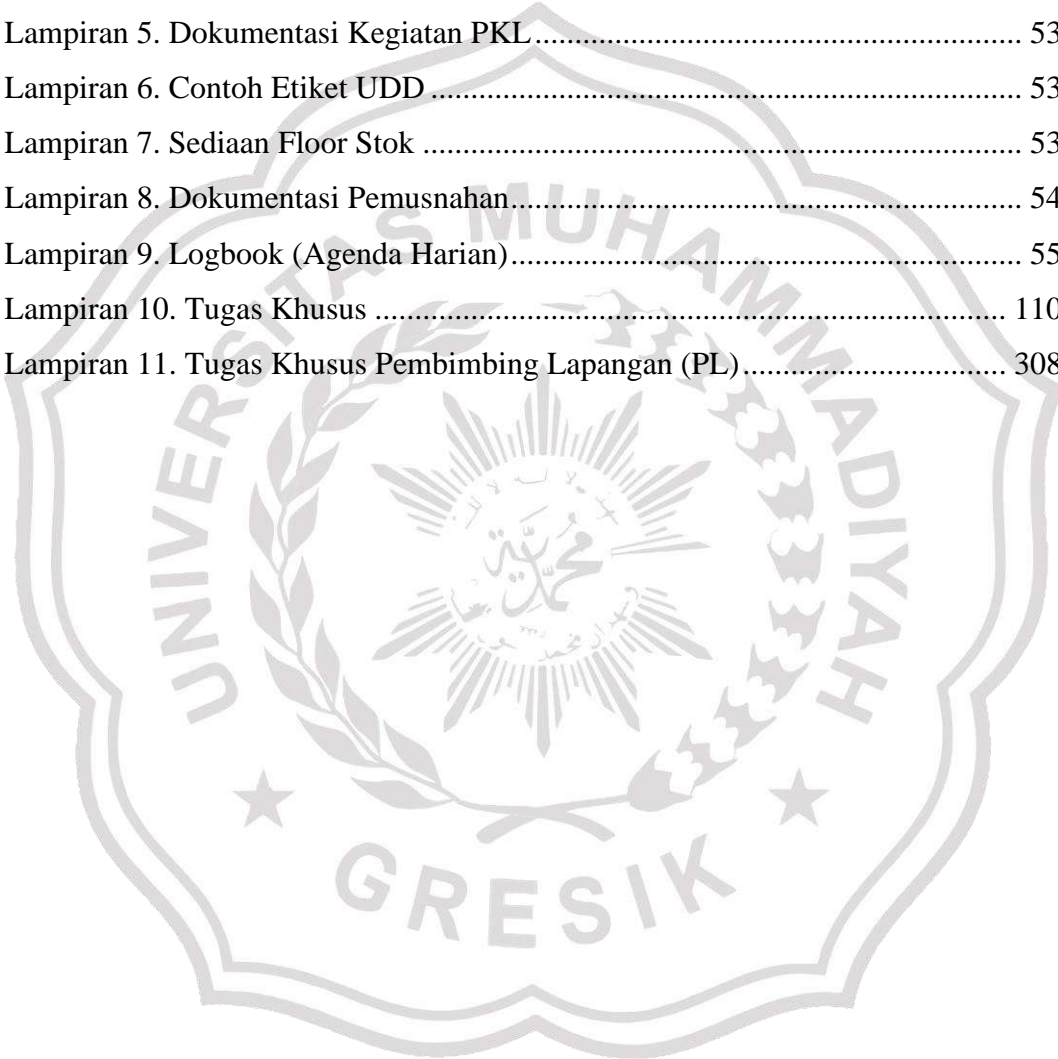 Lampiran 5. Dokumentasi Kegiatan PKL.................................................................. 53
Lampiran 6. Contoh Etiket UDD ................................................................................ 53
Lampiran 7. Sediaan Floor Stok ................................................................................. 53
Lampiran 8. Dokumentasi Pemusnahan..................................................................... 54
Lampiran 9. Logbook (Agenda Harian)..................................................................... 55
Lampiran 10. Tugas Khusus ..................................................................................... 110
Lampiran 11. Tugas Khusus Pembimbing Lapangan (PL)................................ 308
UNIVERSITAS MUHAMMADIYAH
محمد
GRESIK